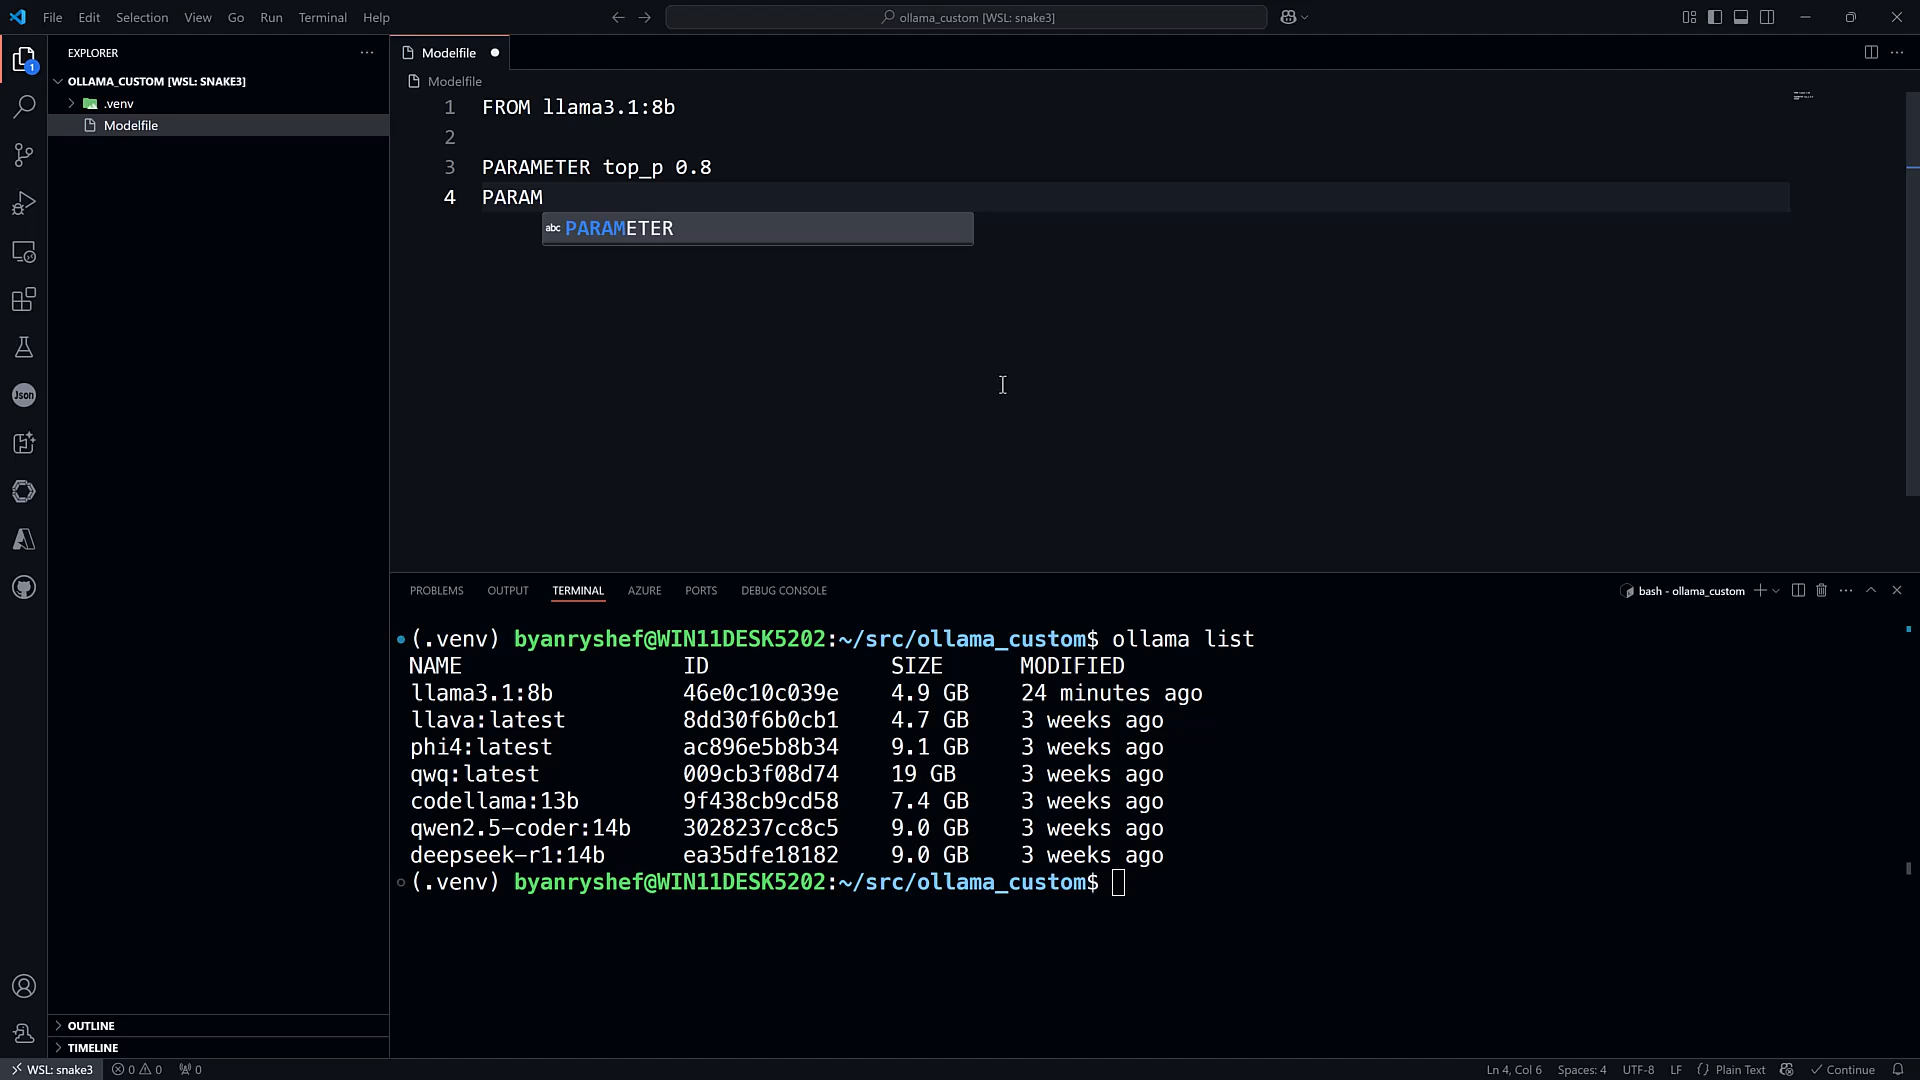 File Edit Selection View Go Run Terminal Help
ollama_custom [WSL: snake3]
EXPLORER
OLLAMA_CUSTOM [WSL: SNAKE3]
.venv
Modelfile
OUTLINE
TIMELINE
1
Json
Modelfile
Modelfile
1 FROM llama3.1:8b
2
3 PARAMETER top_p 0.8
4 PARAM
abc PARAMETER
PROBLEMS OUTPUT TERMINAL AZURE PORTS DEBUG CONSOLE
bash - ollama_custom
(.venv) byanryshef@WIN11DESK5202:~/src/ollama_custom$ ollama list
NAME ID SIZE MODIFIED
llama3.1:8b 46e0c10c039e 4.9 GB 24 minutes ago
llava:latest 8dd30f6b0cb1 4.7 GB 3 weeks ago
phi4:latest ac896e5b8b34 9.1 GB 3 weeks ago
qwq:latest 009cb3f08d74 19 GB 3 weeks ago
codellama:13b 9f438cb9cd58 7.4 GB 3 weeks ago
qwen2.5-coder:14b 3028237cc8c5 9.0 GB 3 weeks ago
deepseek-r1:14b ea35dfe18182 9.0 GB 3 weeks ago
(.venv) byanryshef@WIN11DESK5202:~/src/ollama_custom$
WSL: snake3 0 0 0 Ln 4, Col 6 Spaces: 4 UTF-8 LF {} Plain Text Continue